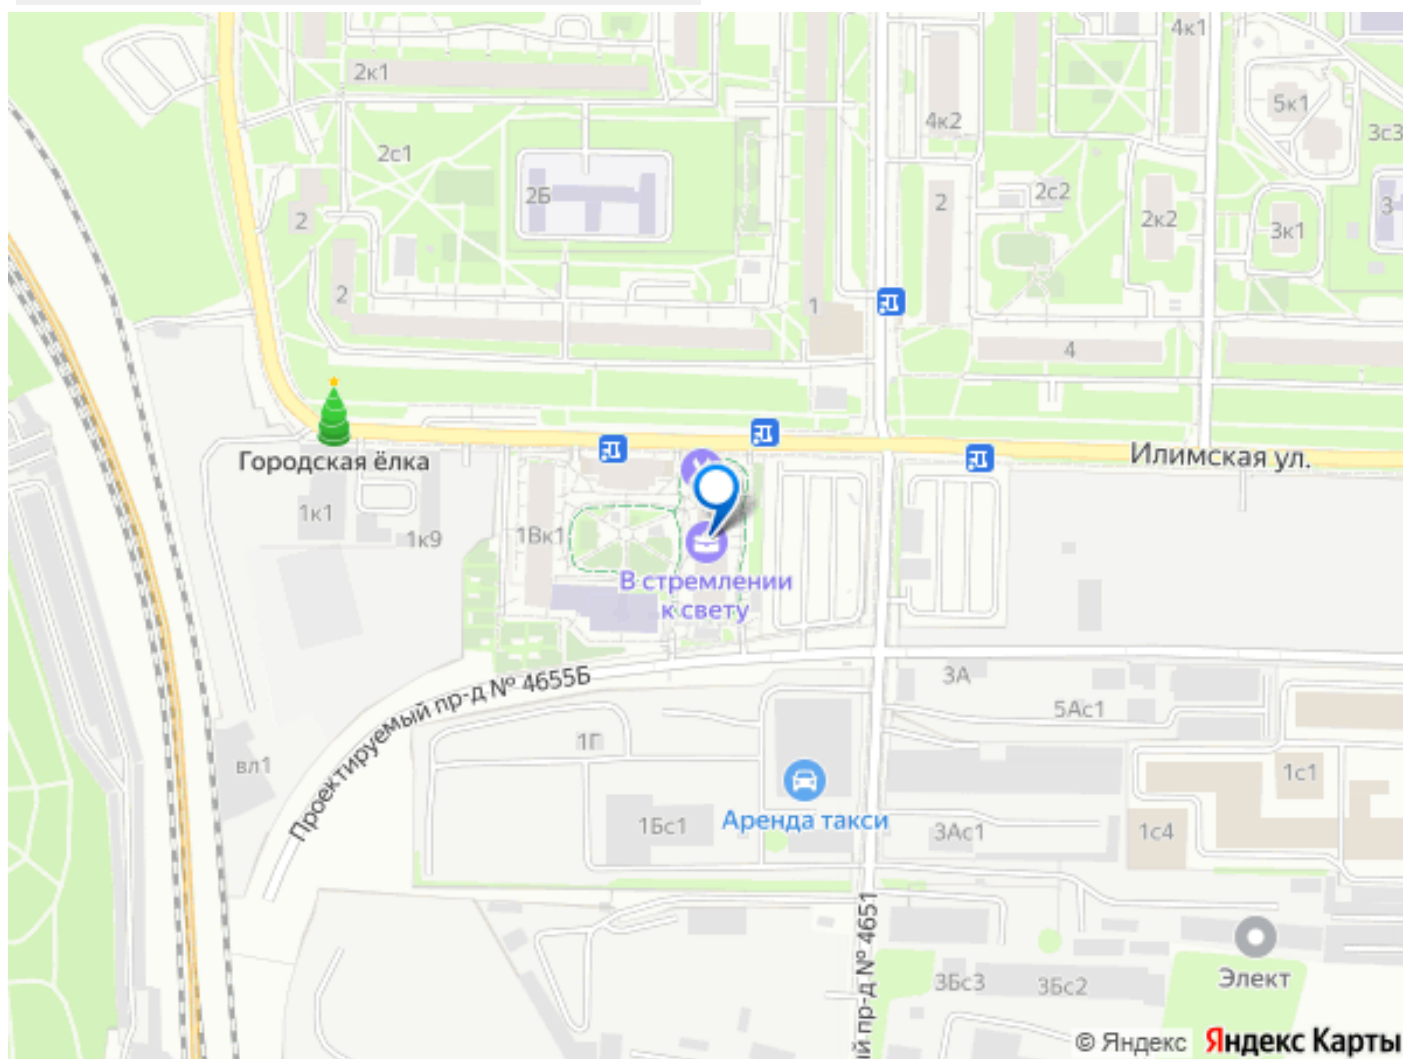 4к1
2к1
5к1
4к2
3с3
2с1
2Б
2с2
2
3
2
2к2
3к1
2
1
4
Илимская ул.
Городская ёлка
1к1
1к9
1Вк1
В стремлении
к свету
Проектируемый пр-д № 4655Б
3А
5Ас1
1Г
вл1
1с1
Аренда такси
1Бс1
3Ас1
1с4
ый пр-д № 4651
Элект
3Бс3
3Бс2
© Яндекс Яндекс Карты